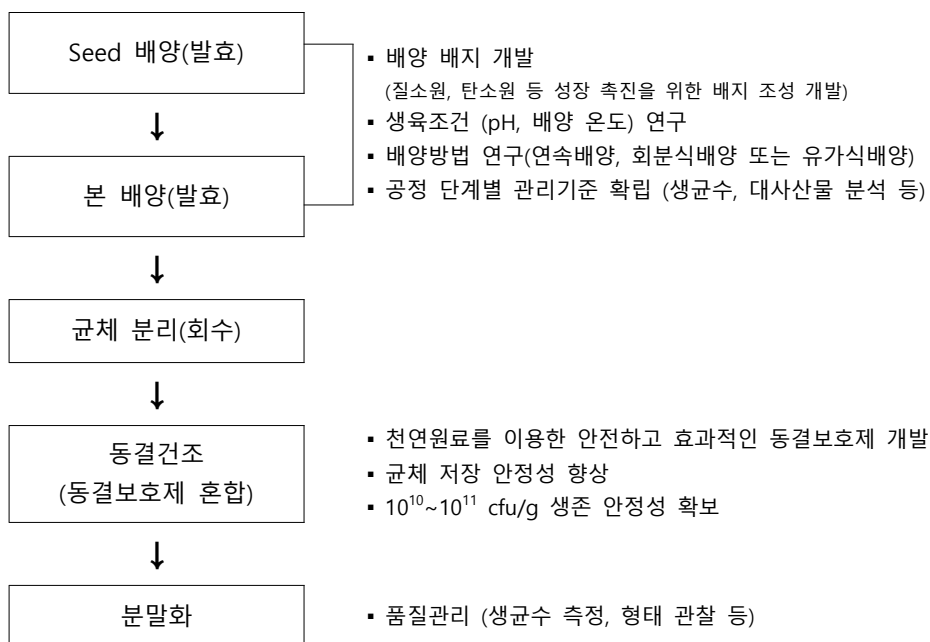 Seed 배양(발효)
▪ 배양 배지 개발
(질소원, 탄소원 등 성장 촉진을 위한 배지 조성 개발)
▪ 생육조건 (pH, 배양 온도) 연구
↓
▪ 배양방법 연구(연속배양, 회분식배양 또는 유가식배양)
본 배양(발효)
▪ 공정 단계별 관리기준 확립 (생균수, 대사산물 분석 등)
↓
균체 분리(회수)
↓
동결건조
(동결보호제 혼합)
▪ 천연원료를 이용한 안전하고 효과적인 동결보호제 개발
▪ 균체 저장 안정성 향상
▪ 10¹⁰~10¹¹ cfu/g 생존 안정성 확보
↓
분말화
▪ 품질관리 (생균수 측정, 형태 관찰 등)